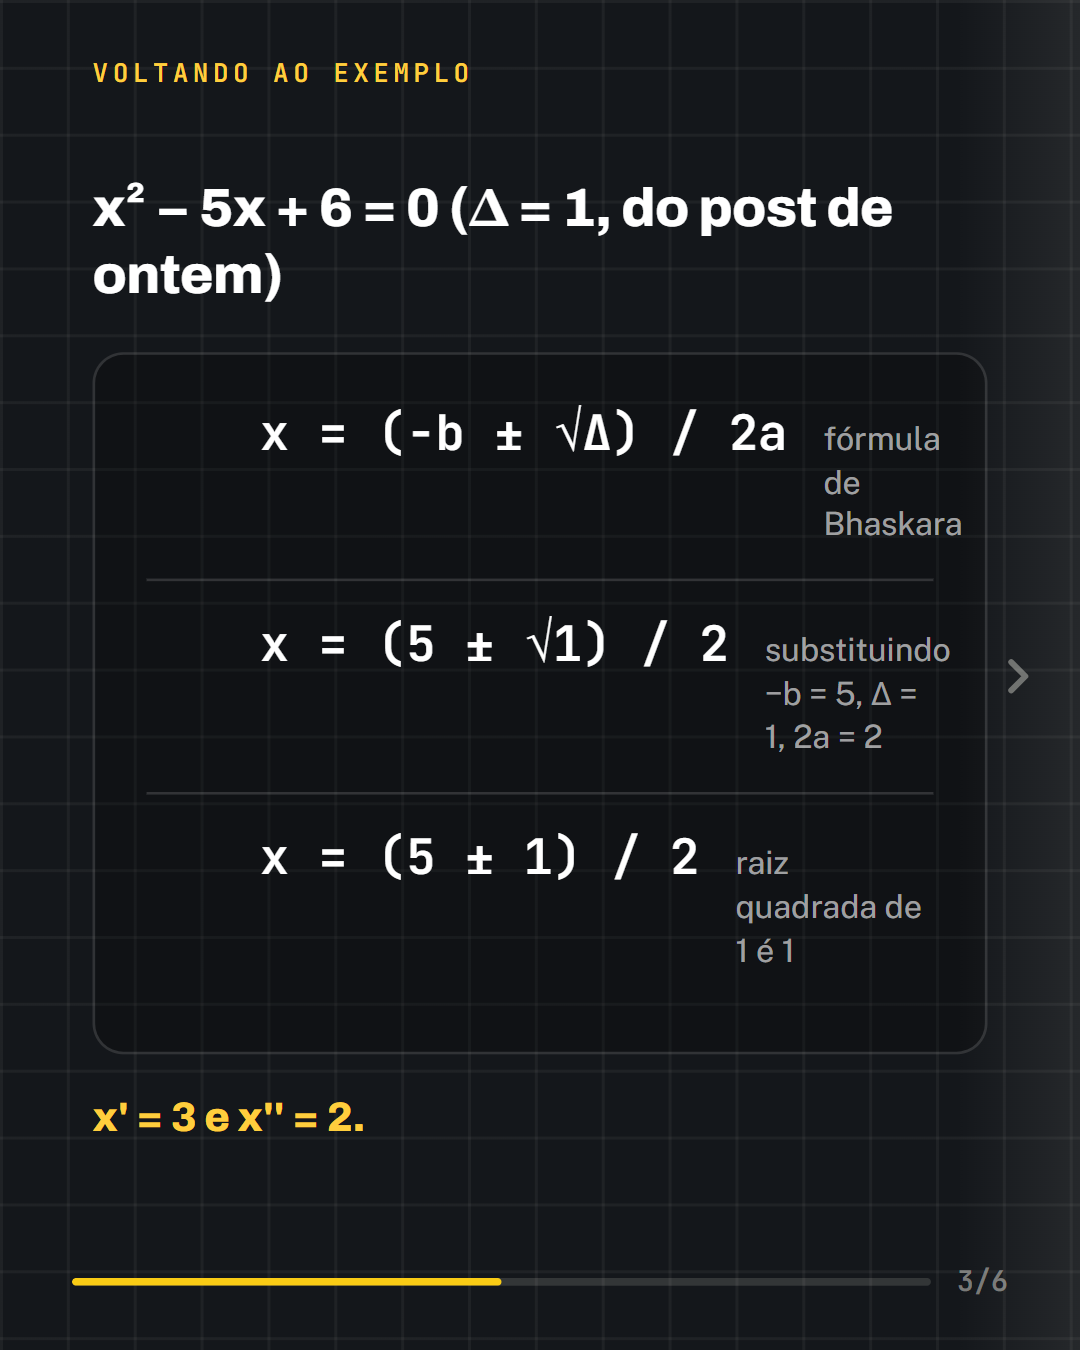 VOLTANDO AO EXEMPLO
x² – 5x + 6 = 0 (Δ = 1, do post de
ontem)
x = (-b ± √Δ) / 2a
fórmula
de
Bhaskara
x = (5 ± √1) / 2
substituindo
−b = 5, Δ =
1, 2a = 2
x = (5 ± 1) / 2
raiz
quadrada de
1 é 1
x' = 3 e x'' = 2.
3/6